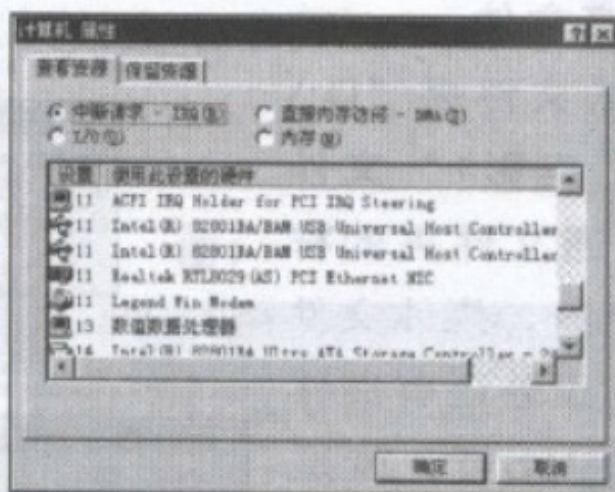 计算机 属性
查看资源 保留资源
中断请求 - IRQ(R) 直接内存访问 - DMA(D)
I/O(I) 内存(M)
设置 使用此设置的硬件
11 ACPI IRQ Holder for PCI IRQ Steering
11 Intel(R) 82801BA/BAM USB Universal Host Controller
11 Intel(R) 82801BA/BAM USB Universal Host Controller
11 Realtek RTL8029(AS) PCI Ethernet NIC
11 Legend Win Modem
13 数值数据处理器
14 Intel(R) 82801BA Ultra ATA Storage Controller - 24
确定 取消